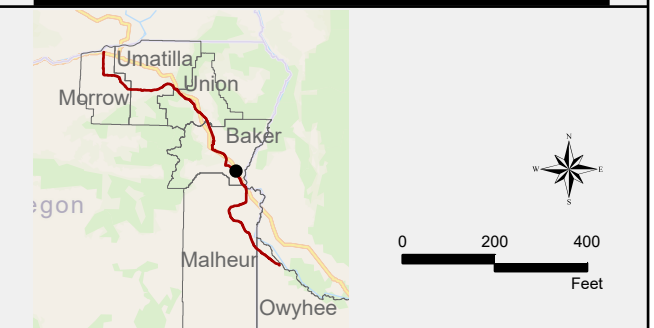 Umatilla
Union
Morrow
Baker
egon
Malheur
Owyhee
N
W E
S
0 200 400
Feet